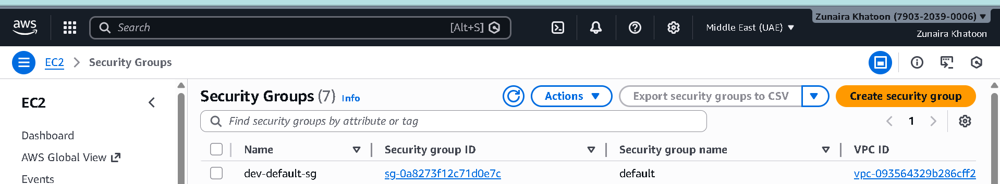 aws
Search [Alt+S]
Middle East (UAE)
Zunaira Khatoon (7903-2039-0006)
Zunaira Khatoon
EC2 > Security Groups
EC2
Dashboard
AWS Global View
Events
Security Groups (7) Info
Actions
Export security groups to CSV
Create security group
Find security groups by attribute or tag
1
Name Security group ID Security group name VPC ID
dev-default-sg sg-0a8273f12c71d0e7c default vpc-093564329b286cff2